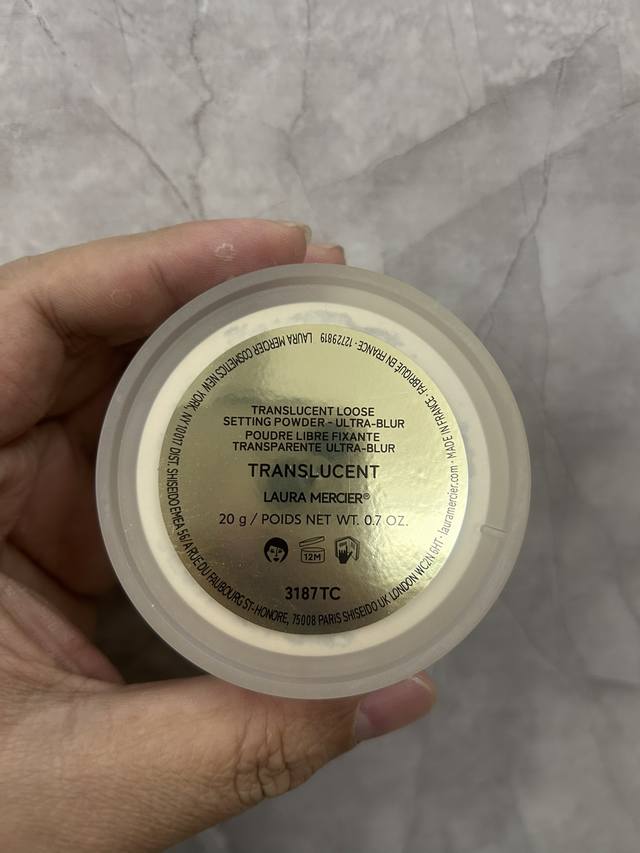 TRANSLUCENT LOOSE
SETTING POWDER - ULTRA-BLUR
POUDRE LIBRE FIXANTE
TRANSPARENTE ULTRA-BLUR
TRANSLUCENT
LAURA MERCIER®
20 g / POIDS NET WT. 0.7 OZ.
12M
3187TC
LAURA MERCIER COSMETICS NEW YORK, NY 10017 DIST. SHISEIDO EMEA 56/A RUE DU FAUBOURG ST-HONORE, 75008 PARIS SHISEIDO UK LONDON WC2N 6HT · lauramercier.com · MADE IN FRANCE · FABRIQUÉ EN FRANCE · 12729819